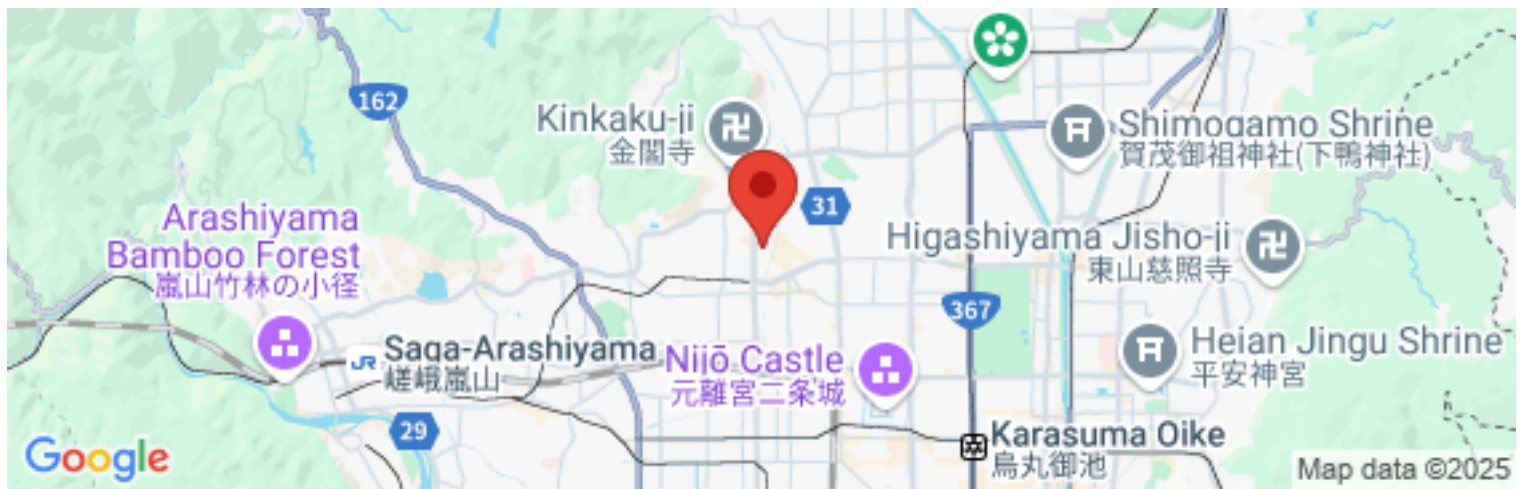 162
Kinkaku-ji
金閣寺
Shimogamo Shrine
賀茂御祖神社(下鴨神社)
31
Arashiyama
Bamboo Forest
嵐山竹林の小径
Higashiyama Jisho-ji
東山慈照寺
367
Saga-Arashiyama
嵯峨嵐山
JR
Nijō Castle
元離宮二条城
Heian Jingu Shrine
平安神宮
29
Karasuma Oike
烏丸御池
Google
Map data ©2025